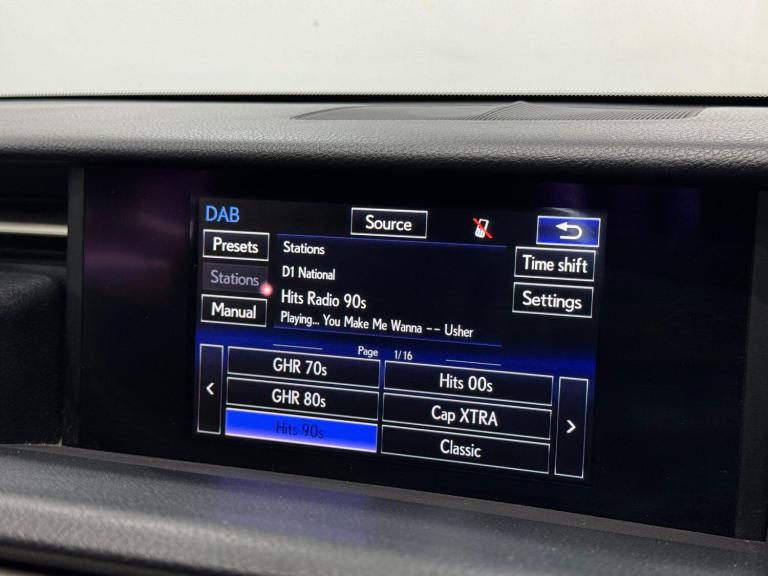 DAB
Source
Presets
Stations
Time shift
Stations
D1 National
Settings
Manual
Hits Radio 90s
Playing... You Make Me Wanna -- Usher
Page 1/16
GHR 70s
Hits 00s
GHR 80s
Cap XTRA
Hits 90s
Classic